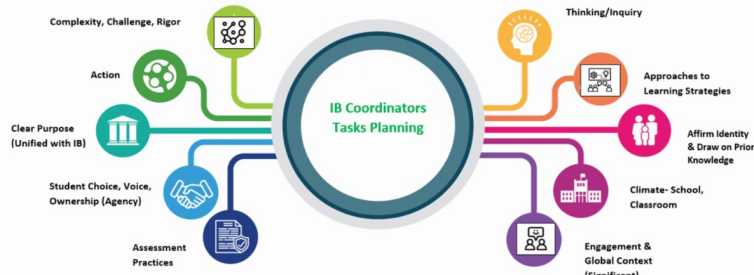 Complexity, Challenge, Rigor
Action
Clear Purpose
(Unified with IB)
Student Choice, Voice,
Ownership (Agency)
Assessment
Practices
IB Coordinators
Tasks Planning
Thinking/Inquiry
Approaches to
Learning Strategies
Affirm Identity
& Draw on Prior
Knowledge
Climate- School,
Classroom
Engagement &
Global Context
(Significant)